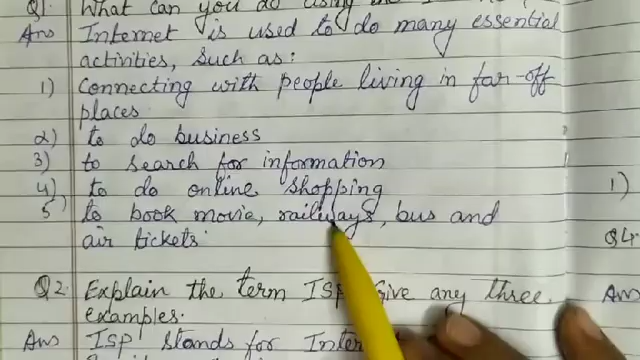 Q1. What can you do using the
Ans Internet is used to do many essential
activities, such as:
1) Connecting with people living in far-off
places.
2) to do business
3) to search for information
4) to do online shopping
5) to book movie, railways, bus and
air tickets.
Q2. Explain the term ISP. Give any three
examples.
Ans ISP stands for Inter
1)
Q4.
Ans